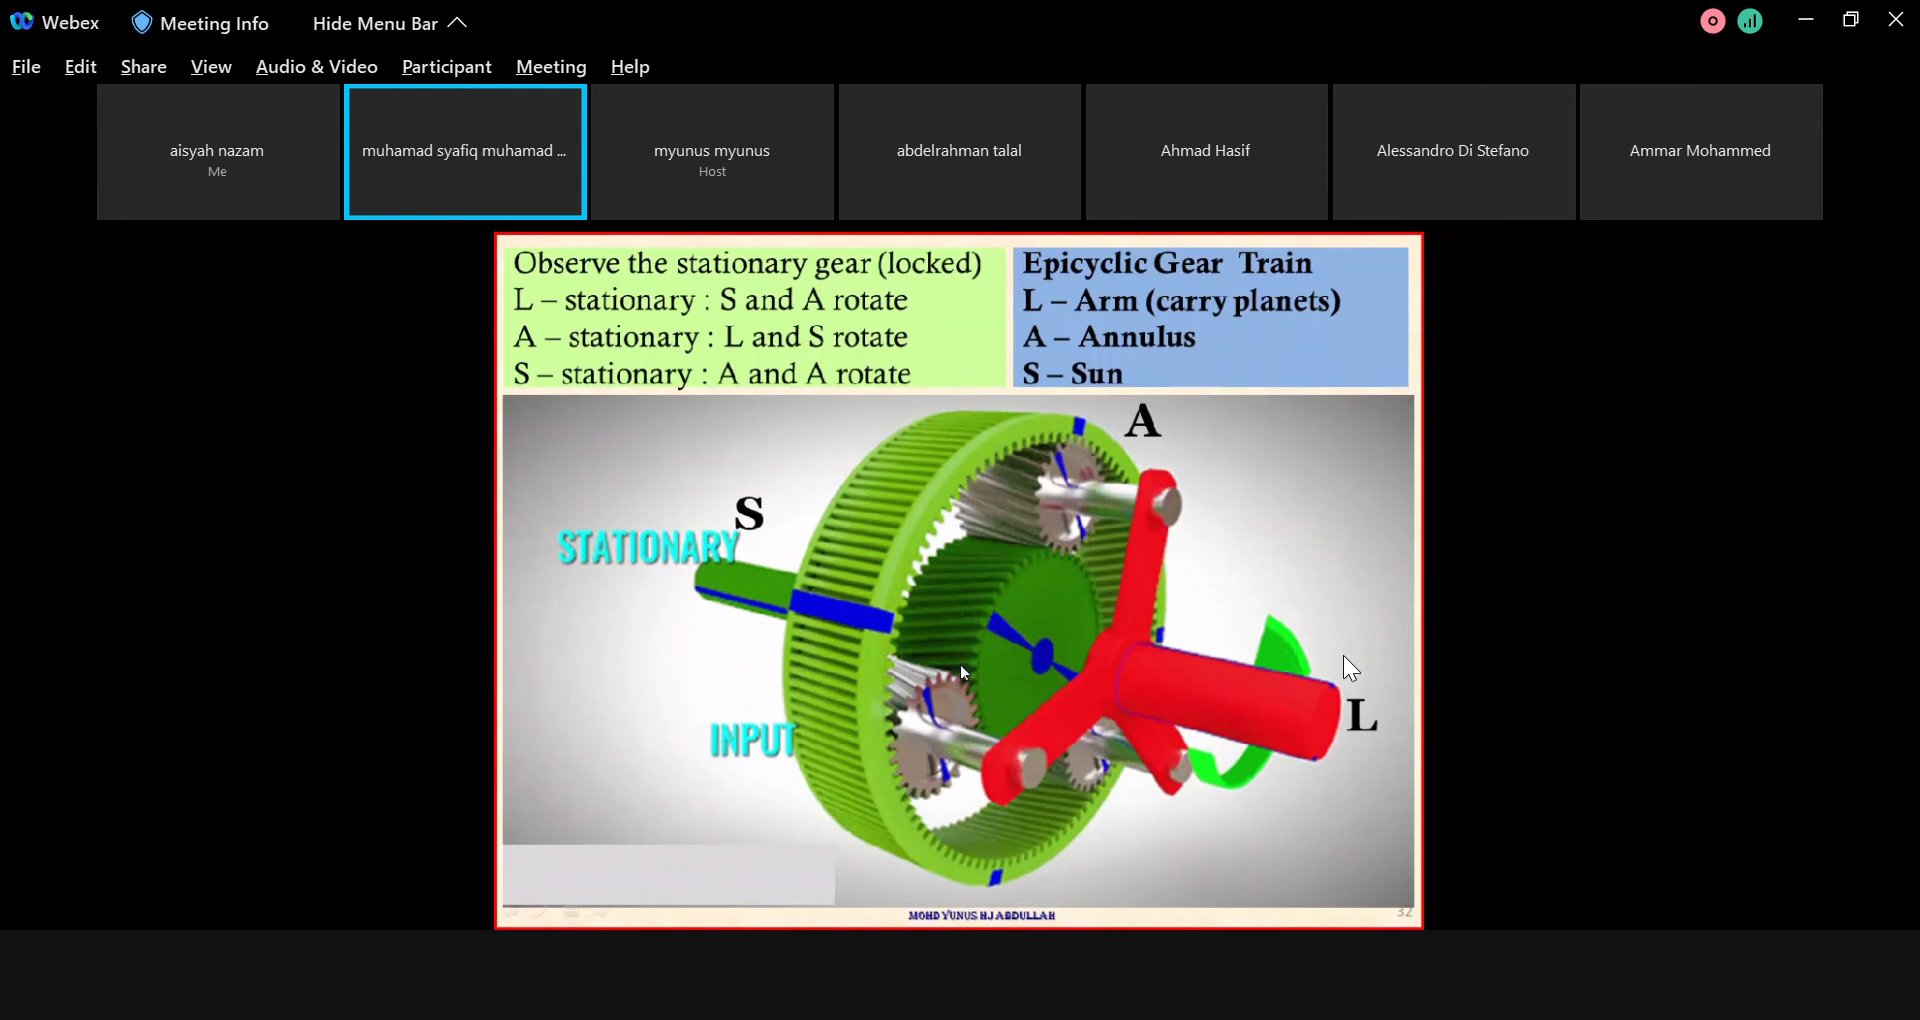 Webex
Meeting Info
Hide Menu Bar
File Edit Share View Audio & Video Participant Meeting Help
aisyah nazam
Me
muhamad syafiq muhamad ...
myunus myunus
Host
abdelrahman talal
Ahmad Hasif
Alessandro Di Stefano
Ammar Mohammed
Observe the stationary gear (locked)
L – stationary : S and A rotate
A – stationary : L and S rotate
S – stationary : A and A rotate
Epicyclic Gear Train
L – Arm (carry planets)
A – Annulus
S – Sun
A
S
STATIONARY
L
INPUT
MOHD YUNUS HJ ABDULLAH
32